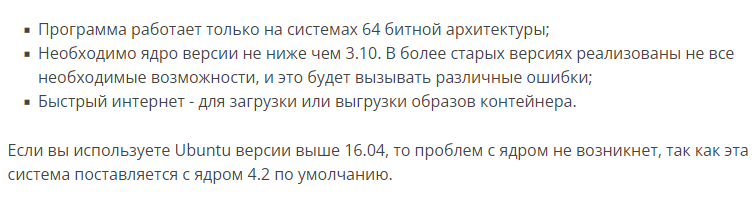 Программа работает только на системах 64 битной архитектуры;
Необходимо ядро версии не ниже чем 3.10. В более старых версиях реализованы не все
необходимые возможности, и это будет вызывать различные ошибки;
Быстрый интернет - для загрузки или выгрузки образов контейнера.
Если вы используете Ubuntu версии выше 16.04, то проблем с ядром не возникнет, так как эта
система поставляется с ядром 4.2 по умолчанию.